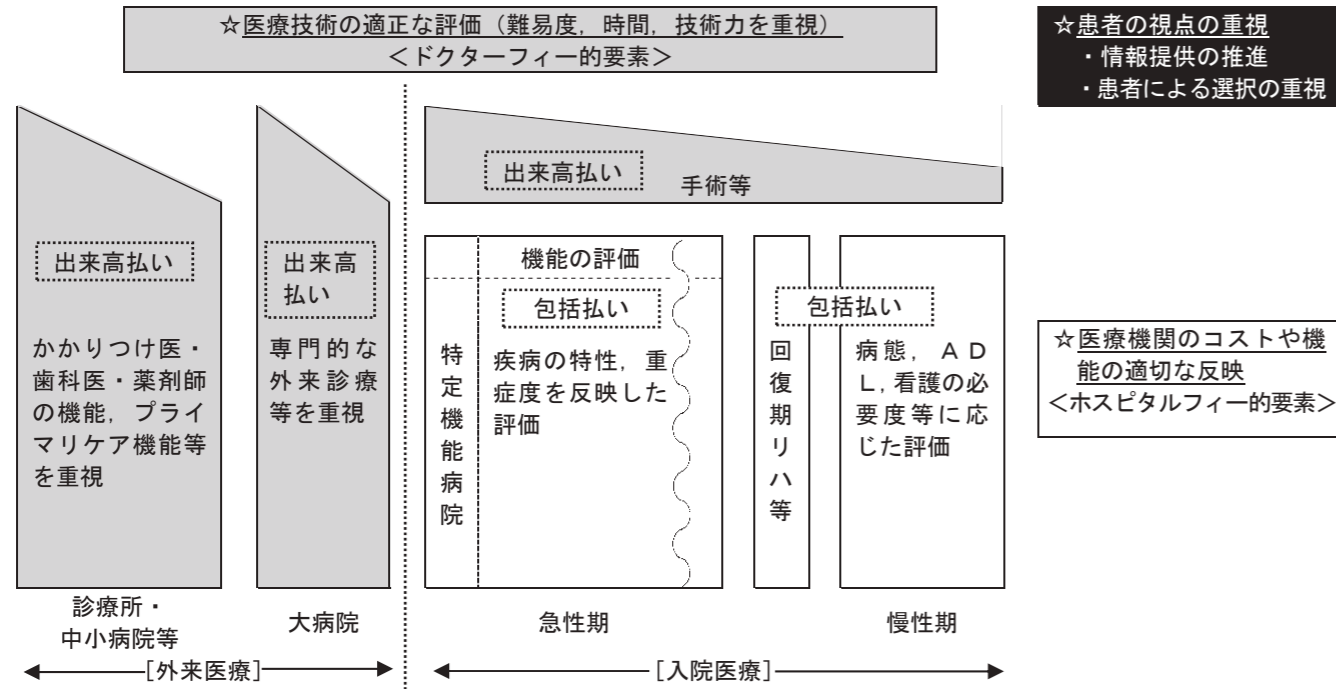 ☆医療技術の適正な評価（難易度，時間，技術力を重視）
＜ドクターフィー的要素＞
☆患者の視点の重視
・情報提供の推進
・患者による選択の重視
出来高払い
手術等
出来高払い
かかりつけ医・
歯科医・薬剤師
の機能，プライ
マリケア機能等
を重視
出来高
払い
専門的な
外来診療
等を重視
特定機能病院
機能の評価
包括払い
疾病の特性，重
症度を反映した
評価
回復期リハ等
包括払い
病態，ＡＤ
Ｌ，看護の必
要度等に応
じた評価
☆医療機関のコストや機
能の適切な反映
＜ホスピタルフィー的要素＞
診療所・
中小病院等
大病院
急性期
慢性期
［外来医療］
［入院医療］